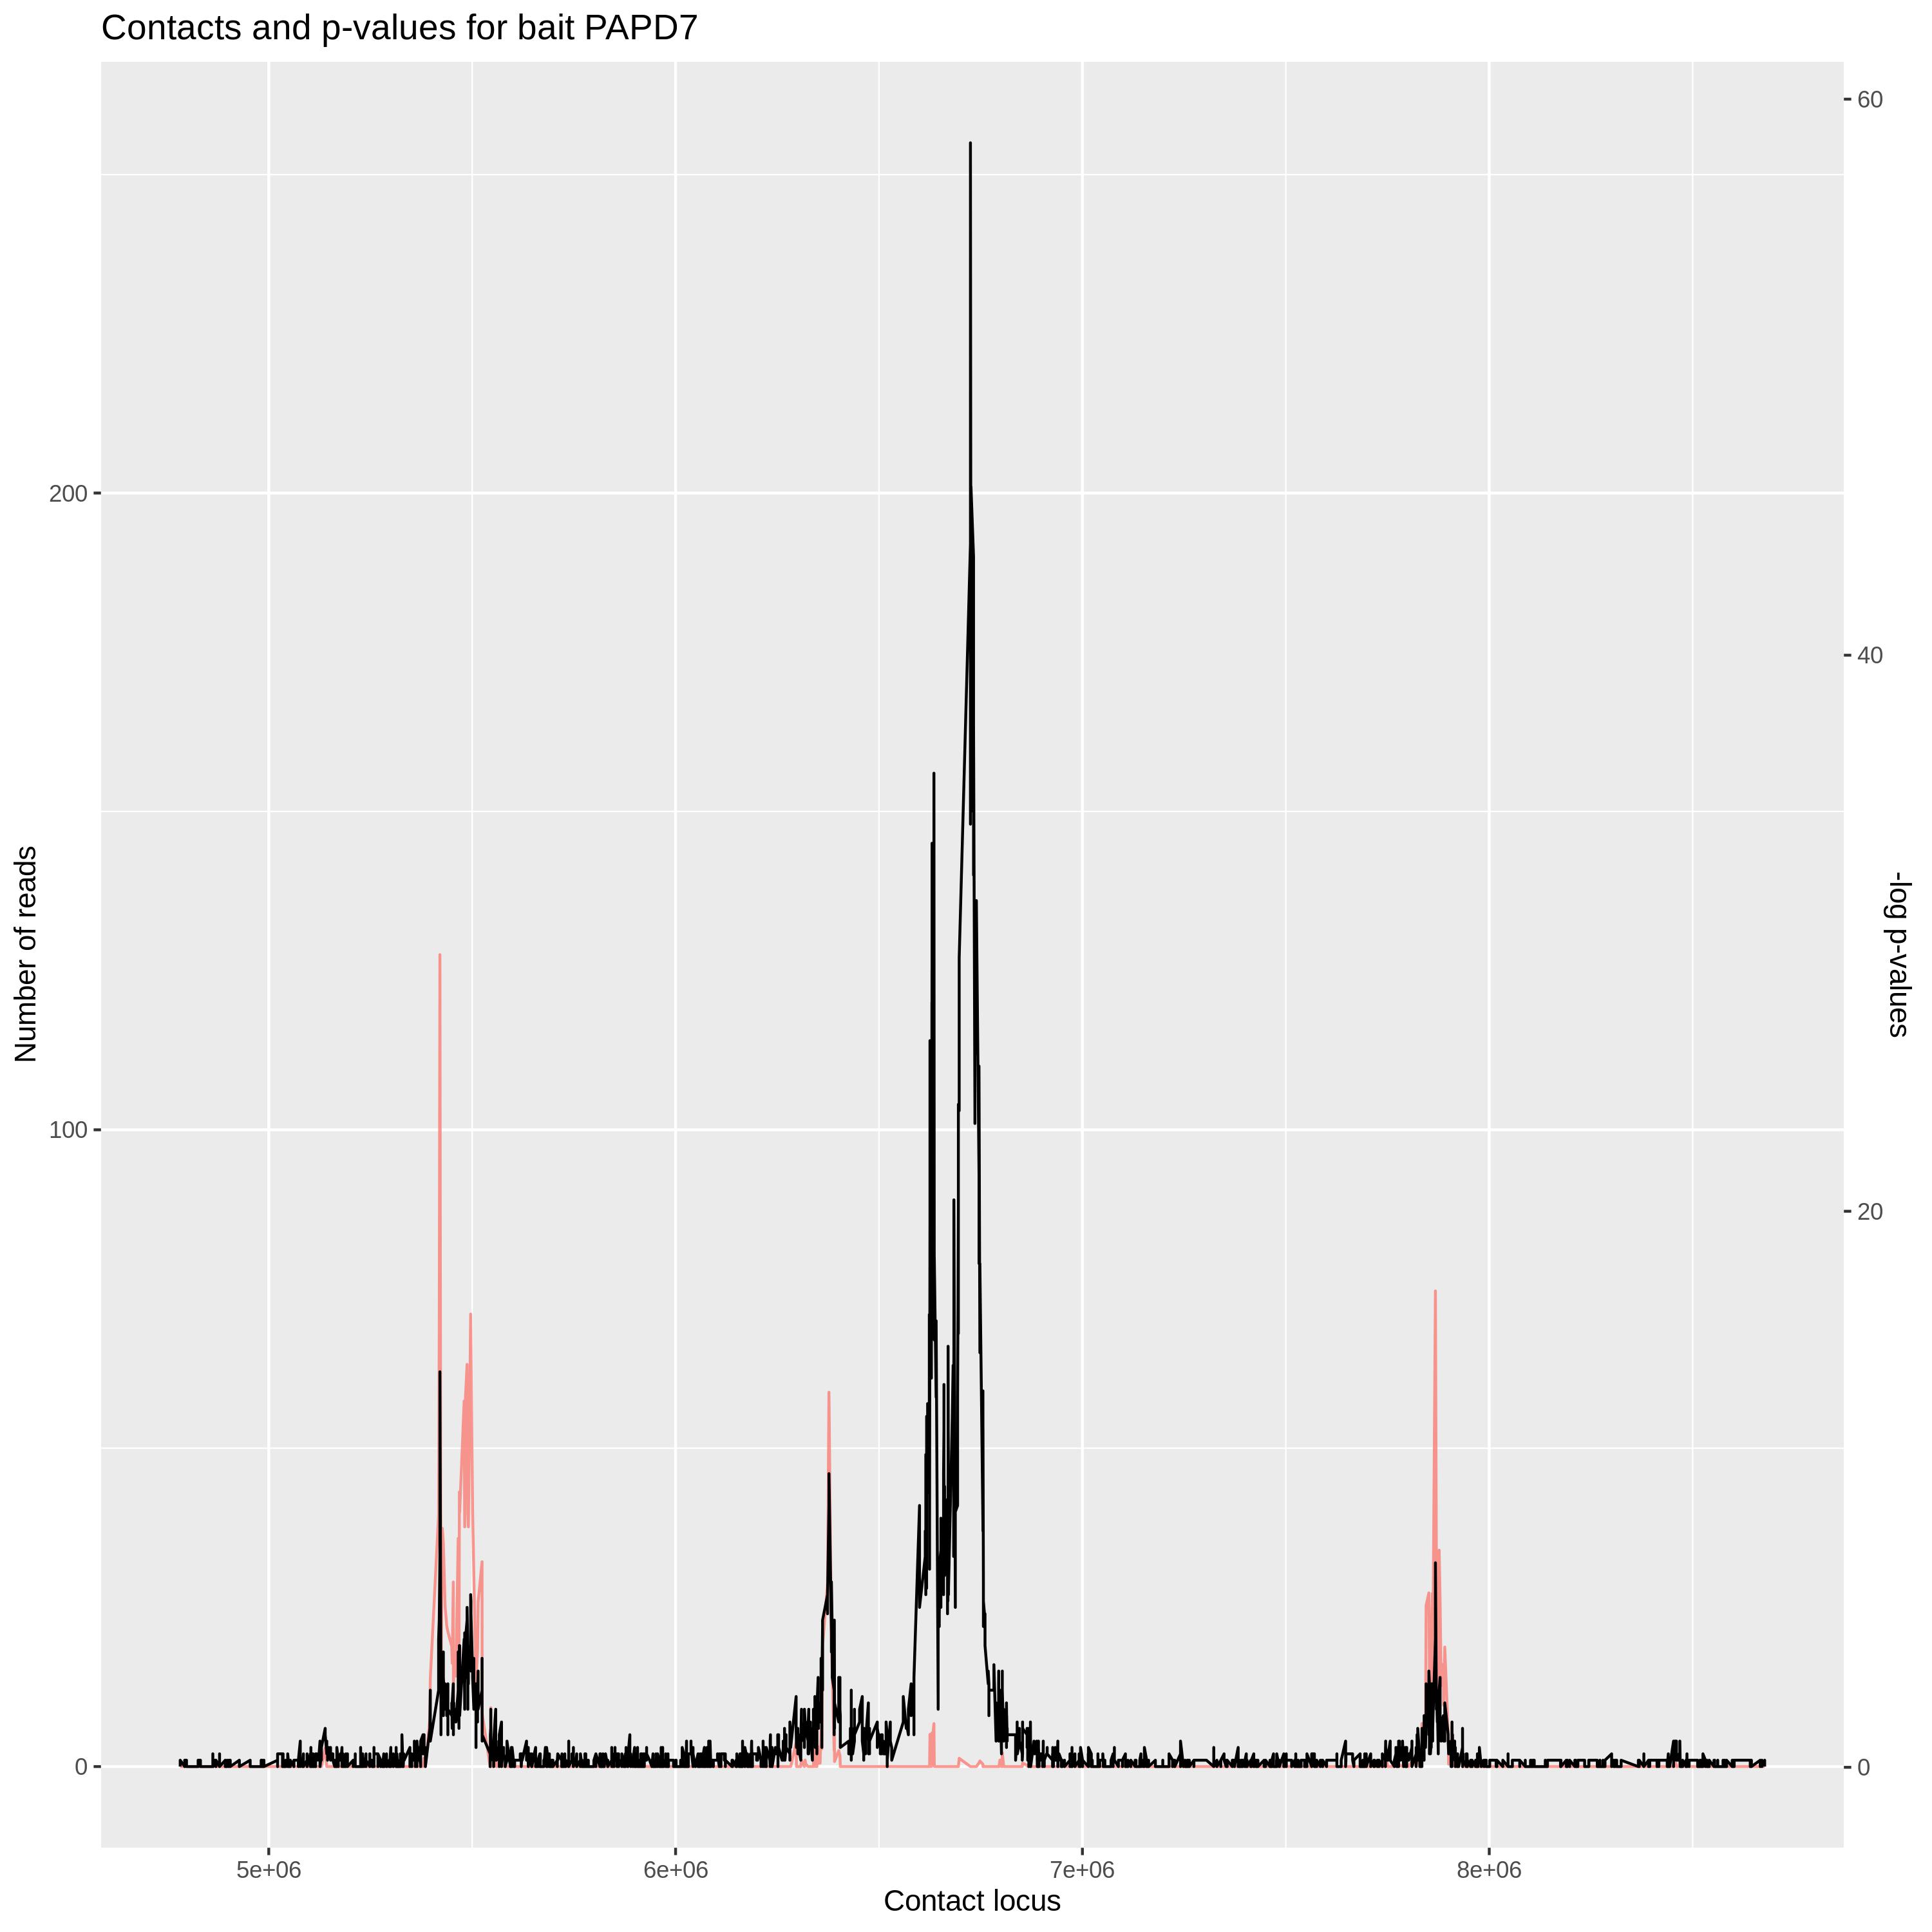 Contacts and p-values for bait PAPD7
Number of reads
200
100
0
60
40
20
0
-log p-values
5e+06
6e+06
7e+06
8e+06
Contact locus